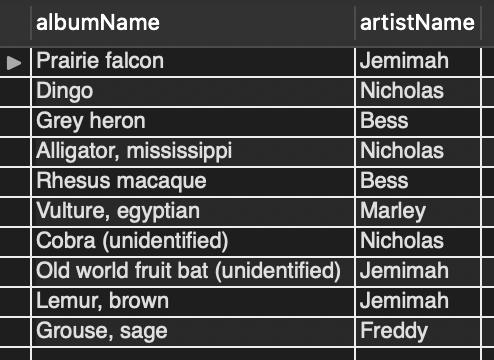 albumName artistName
Prairie falcon Jemimah
Dingo Nicholas
Grey heron Bess
Alligator, mississippi Nicholas
Rhesus macaque Bess
Vulture, egyptian Marley
Cobra (unidentified) Nicholas
Old world fruit bat (unidentified) Jemimah
Lemur, brown Jemimah
Grouse, sage Freddy